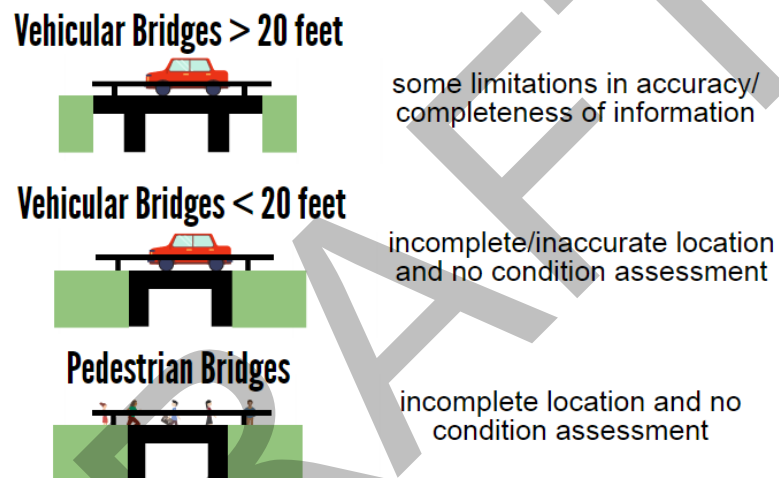 Vehicular Bridges > 20 feet
some limitations in accuracy/
completeness of information
Vehicular Bridges < 20 feet
incomplete/inaccurate location
and no condition assessment
Pedestrian Bridges
incomplete location and no
condition assessment
DRAFT